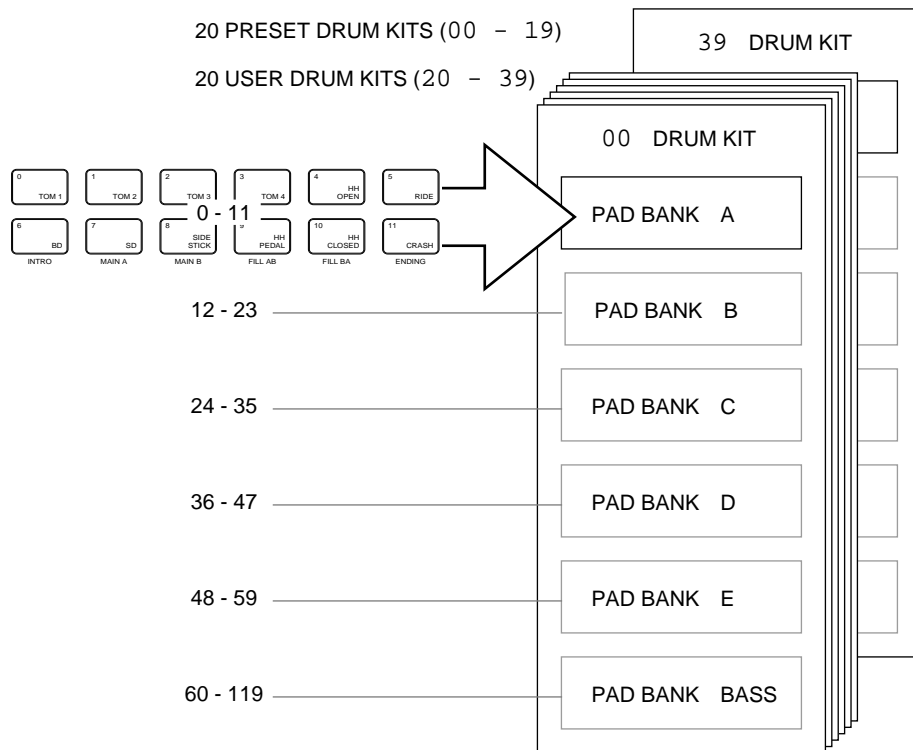 20 PRESET DRUM KITS (00 - 19)
39 DRUM KIT
20 USER DRUM KITS (20 - 39)
00 DRUM KIT
0 TOM 1
1 TOM 2
2 TOM 3
3 TOM 4
4 HH OPEN
5 RIDE
0 - 11
PAD BANK A
6 BD
7 SD
8 SIDE STICK
9 HH PEDAL
10 HH CLOSED
11 CRASH
INTRO
MAIN A
MAIN B
FILL AB
FILL BA
ENDING
12 - 23
PAD BANK B
24 - 35
PAD BANK C
36 - 47
PAD BANK D
48 - 59
PAD BANK E
60 - 119
PAD BANK BASS